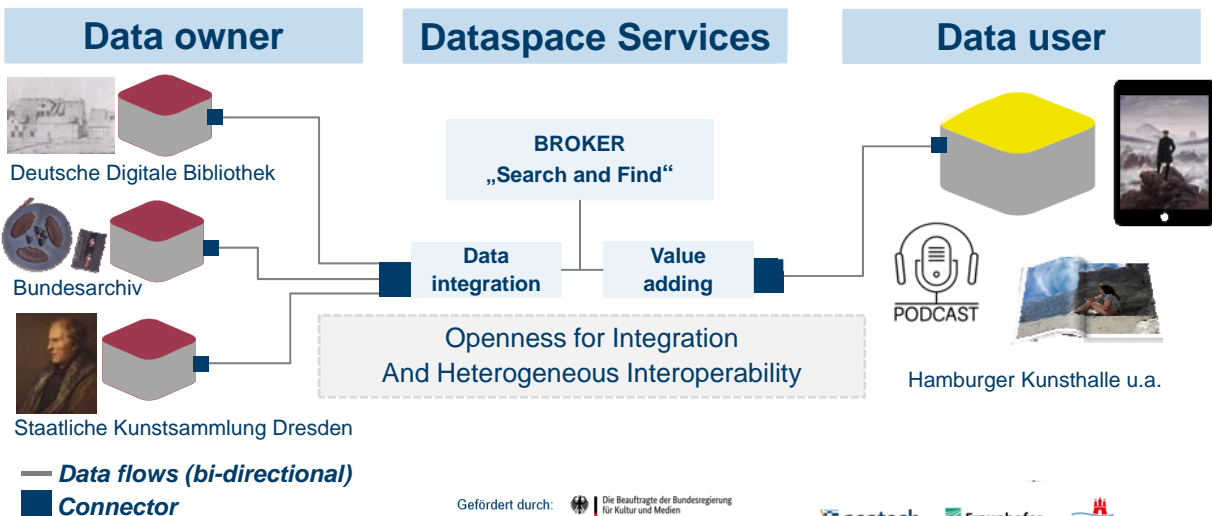 Data owner
Dataspace Services
Data user
Deutsche Digitale Bibliothek
Bundesarchiv
Staatliche Kunstsammlung Dresden
BROKER
„Search and Find“
Data
integration
Value
adding
Openness for Integration
And Heterogeneous Interoperability
PODCAST
Hamburger Kunsthalle u.a.
Data flows (bi-directional)
Connector
Gefördert durch:
Die Beauftragte der Bundesregierung
für Kultur und Medien